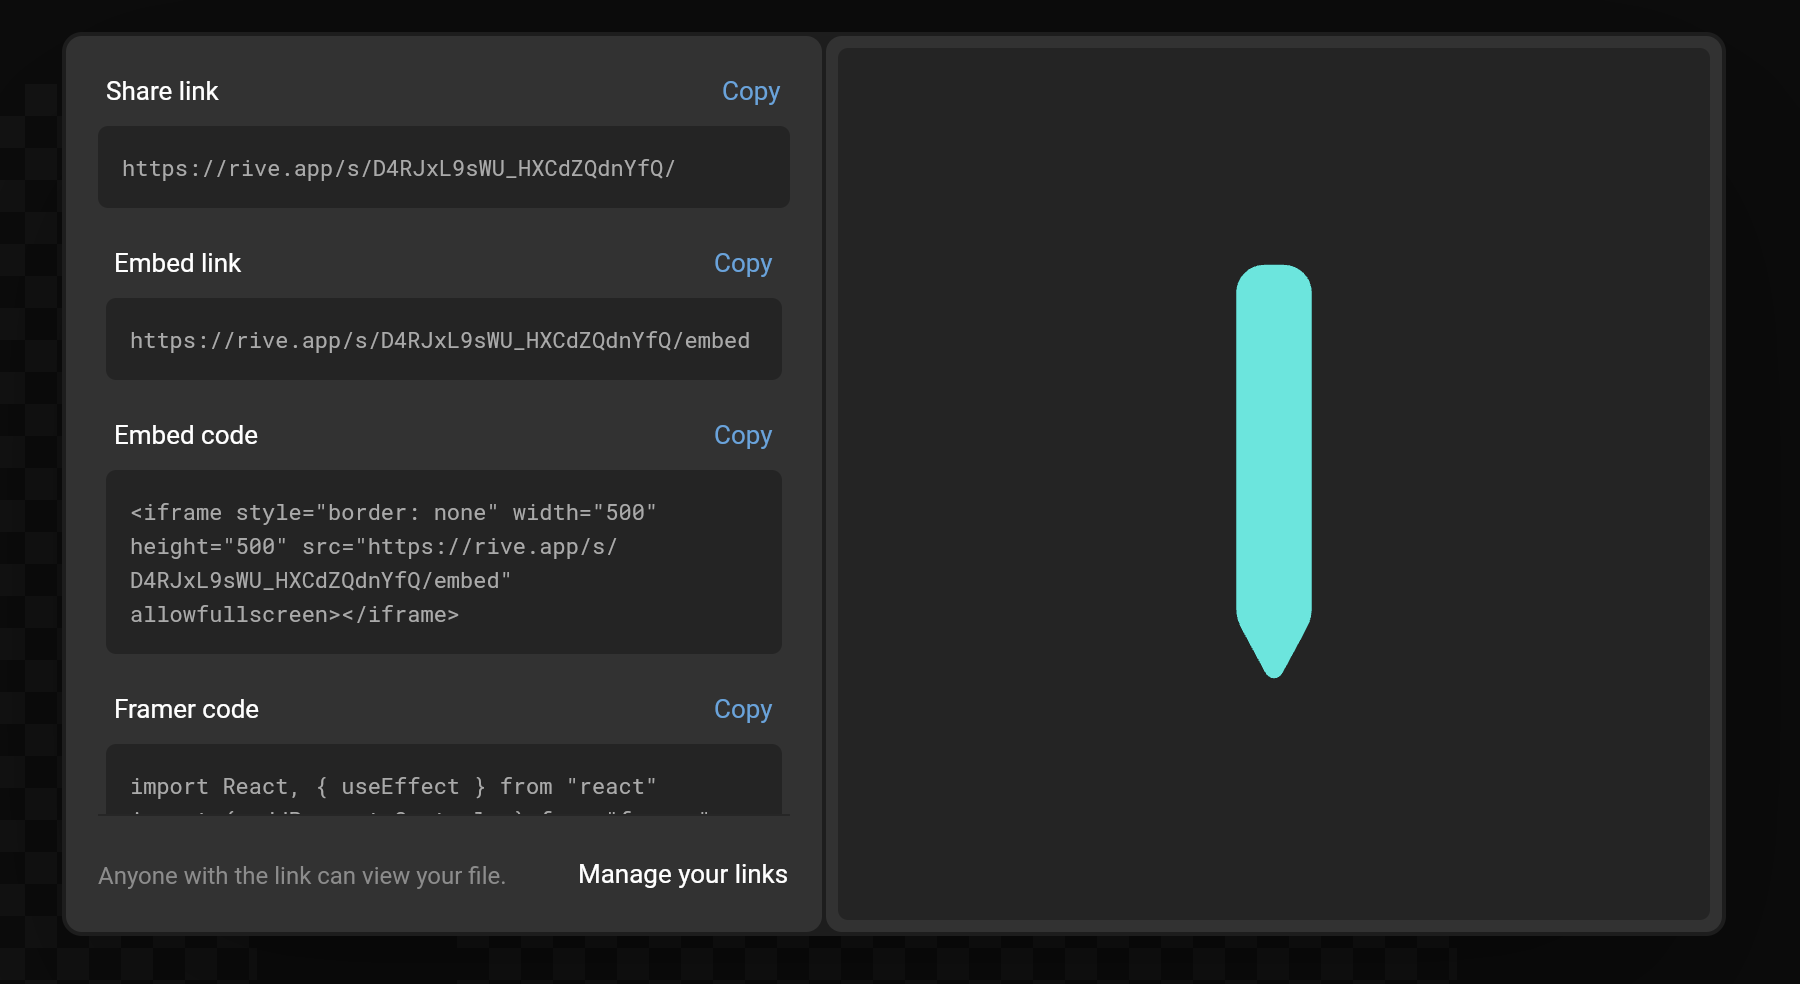 Share link
Copy
https://rive.app/s/D4RJxL9sWU_HXCdZQdnYfQ/
Embed link
Copy
https://rive.app/s/D4RJxL9sWU_HXCdZQdnYfQ/embed
Embed code
Copy
<iframe style="border: none" width="500"
height="500" src="https://rive.app/s/
D4RJxL9sWU_HXCdZQdnYfQ/embed"
allowfullscreen></iframe>
Framer code
Copy
import React, { useEffect } from "react"
Anyone with the link can view your file.
Manage your links